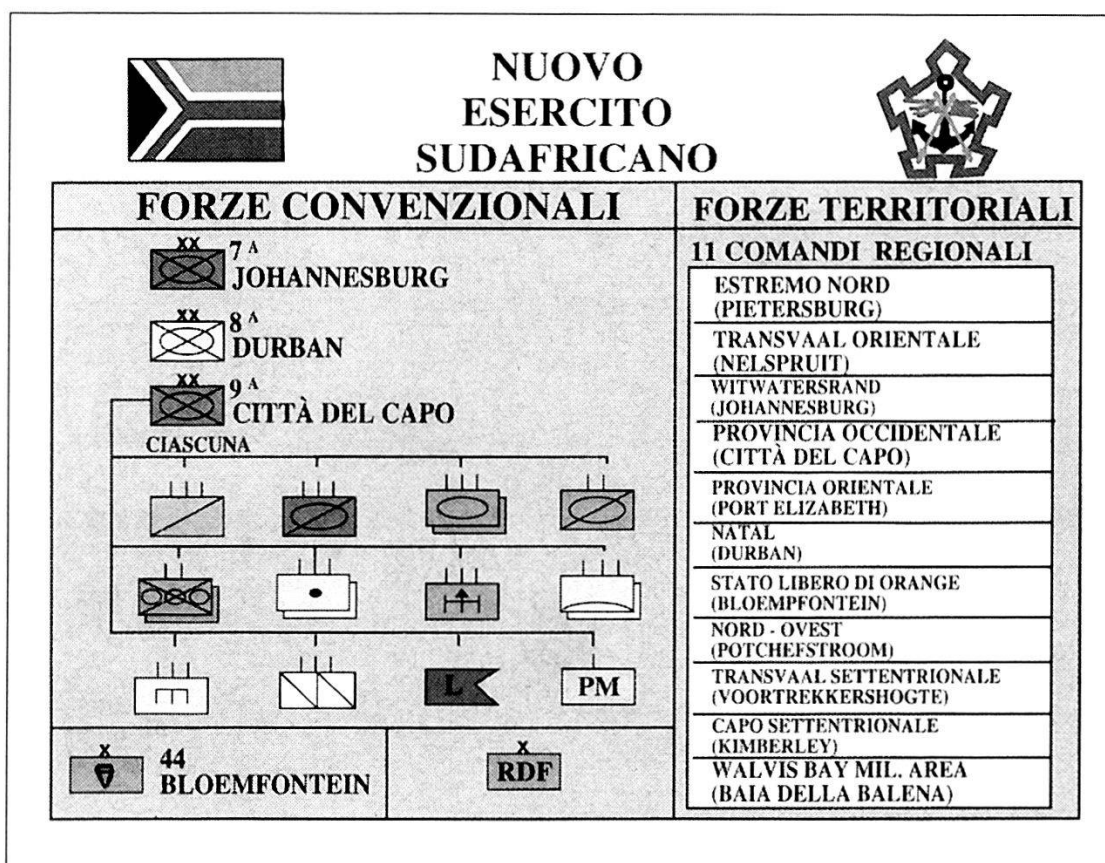 NUOVO
ESERCITO
SUDAFRICANO
FORZE CONVENZIONALI
XX
7 A
JOHANNESBURG
XX
8 A
DURBAN
XX
9 A
CITTÀ DEL CAPO
CIASCUNA
L
PM
X
44
BLOEMFONTEIN
X
RDF
FORZE TERRITORIALI
11 COMANDI REGIONALI
ESTREMO NORD
(PIETERSBURG)
TRANSVAAL ORIENTALE
(NELSPRUIT)
WITWATERSRAND
(JOHANNESBURG)
PROVINCIA OCCIDENTALE
(CITTÀ DEL CAPO)
PROVINCIA ORIENTALE
(PORT ELIZABETH)
NATAL
(DURBAN)
STATO LIBERO DI ORANGE
(BLOEMPFONTEIN)
NORD - OVEST
(POTCHEFSTROOM)
TRANSVAAL SETTENTRIONALE
(VOORTREKKERSHOGTE)
CAPO SETTENTRIONALE
(KIMBERLEY)
WALVIS BAY MIL. AREA
(BAIA DELLA BALENA)